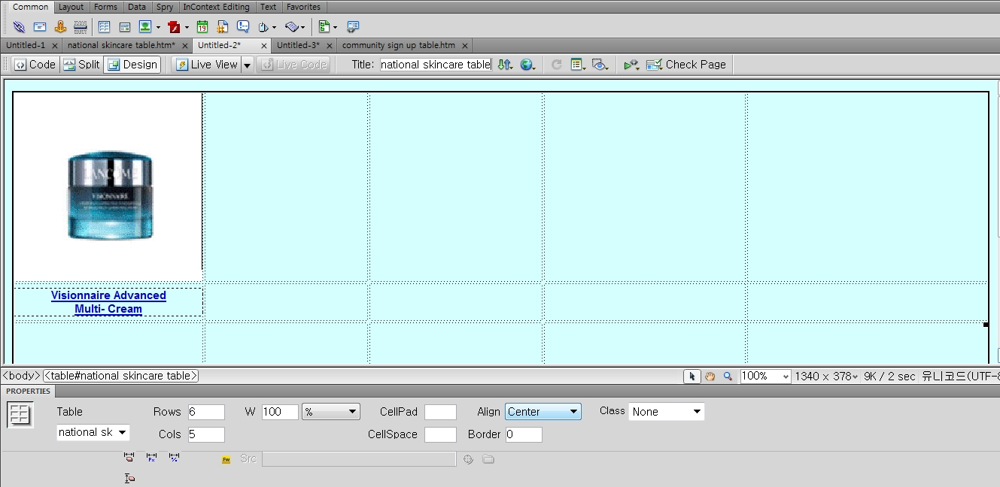 Common Layout Forms Data Spry InContext Editing Text Favorites
Untitled-1 × national skincare table.htm* × Untitled-2* × Untitled-3* × community sign up table.htm ×
Code Split Design Live View Live Code Title: national skincare table Check Page
LANCOME
VISIONNAIRE
Visionnaire Advanced
Multi- Cream
<body> <table#national skincare table> 100% 1340 x 378 9K / 2 sec 유니코드(UTF-8
PROPERTIES
Table Rows 6 W 100 % CellPad Align Center Class None
national sk Cols 5 CellSpace Border 0
Fw Src